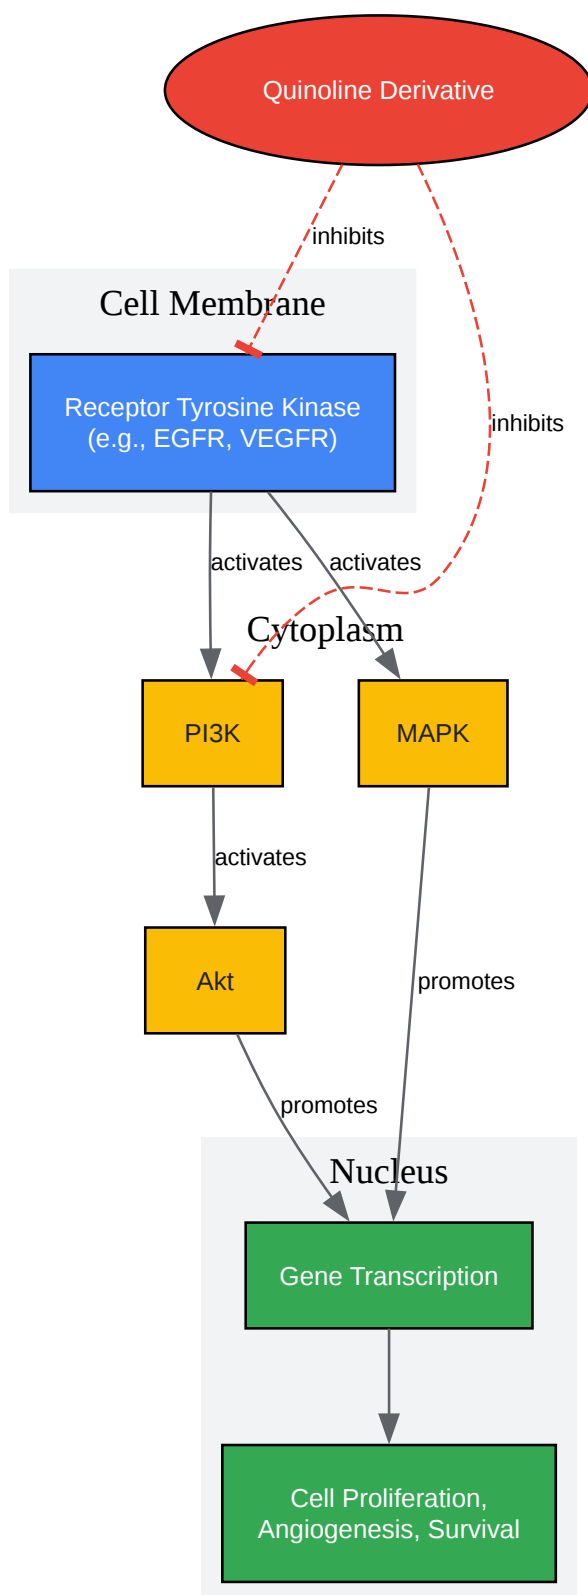 Quinoline Derivative
inhibits
Cell Membrane
Receptor Tyrosine Kinase
(e.g., EGFR, VEGFR)
inhibits
activates
activates
Cytoplasm
PI3K
MAPK
activates
Akt
promotes
promotes
Nucleus
Gene Transcription
Cell Proliferation,
Angiogenesis, Survival